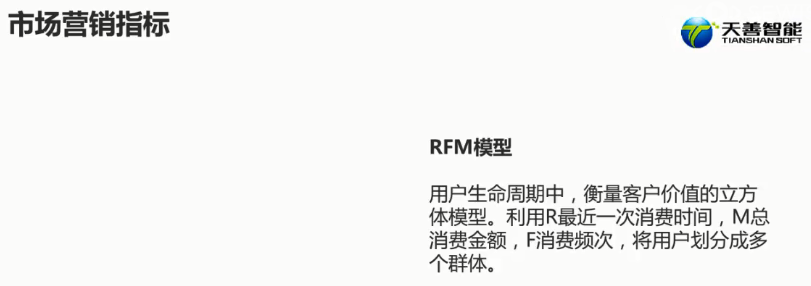 市场营销指标
天善智能
TIANSHAN SOFT
RFM模型
用户生命周期中，衡量客户价值的立方
体模型。利用R最近一次消费时间，M总
消费金额，F消费频次，将用户划分成多
个群体。